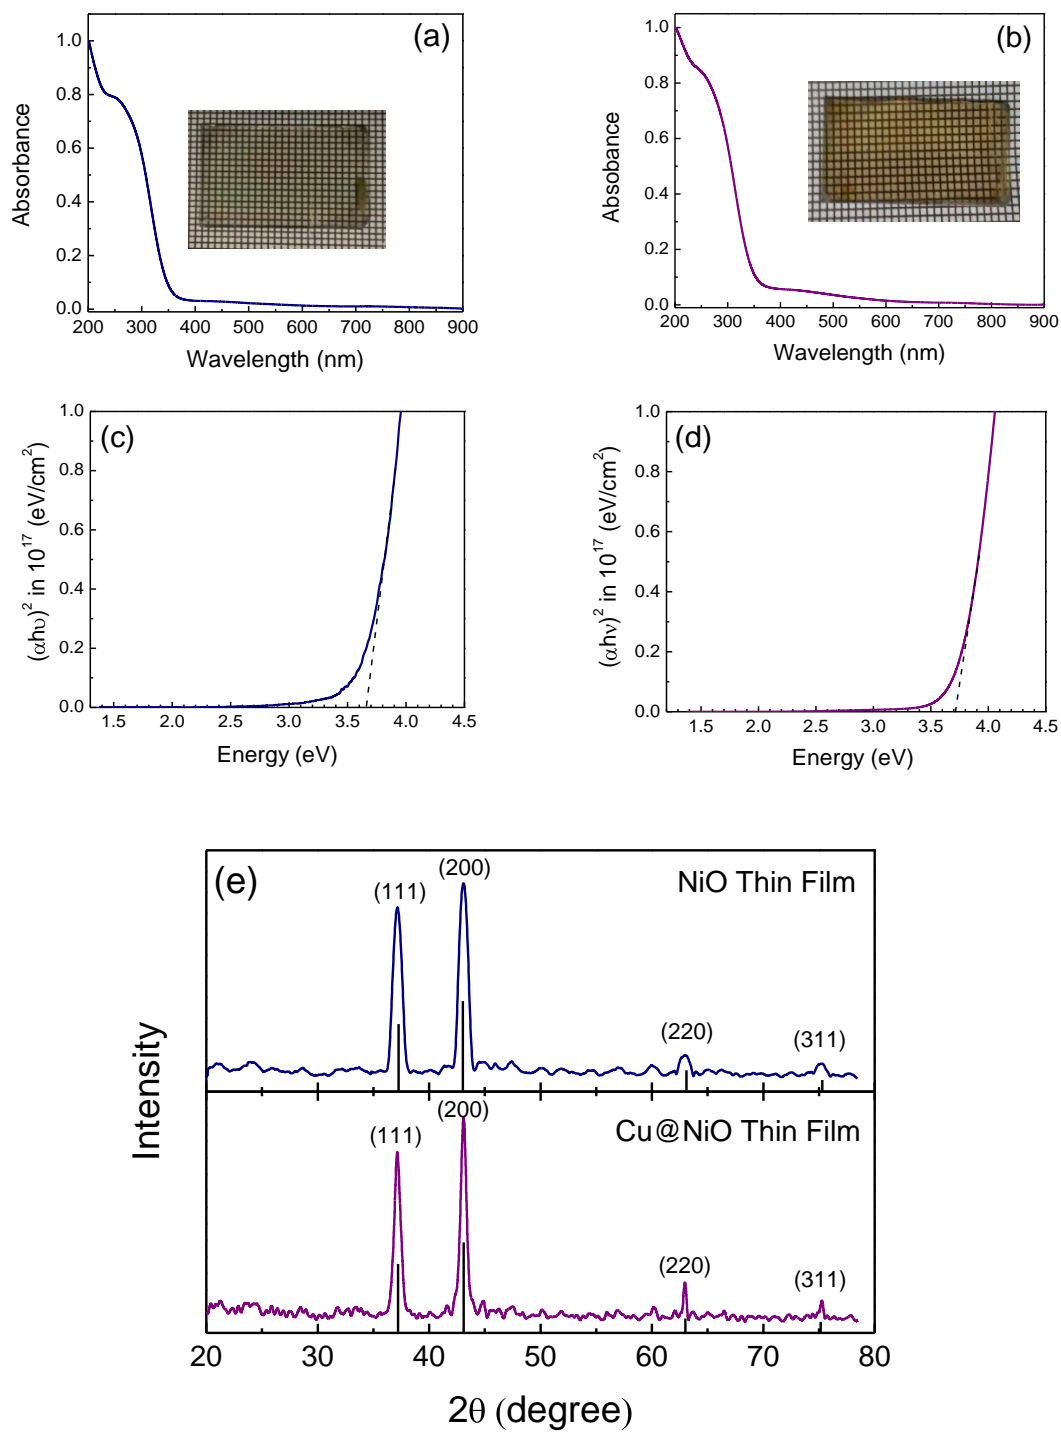 (a)
1.0
0.8
0.6
0.4
0.2
0.0
Absorbance
200 300 400 500 600 700 800 900
Wavelength (nm)
(b)
1.0
0.8
0.6
0.4
0.2
0.0
Absobance
200 300 400 500 600 700 800 900
Wavelength (nm)
(c)
1.0
0.8
0.6
0.4
0.2
0.0
(αhυ)² in 10¹⁷ (eV/cm²)
1.5 2.0 2.5 3.0 3.5 4.0 4.5
Energy (eV)
(d)
1.0
0.8
0.6
0.4
0.2
0.0
(αhν)² in 10¹⁷ (eV/cm²)
1.5 2.0 2.5 3.0 3.5 4.0 4.5
Energy (eV)
(e)
NiO Thin Film
(111)
(200)
(220)
(311)
Intensity
Cu@NiO Thin Film
(111)
(200)
(220)
(311)
20 30 40 50 60 70 80
2θ (degree)